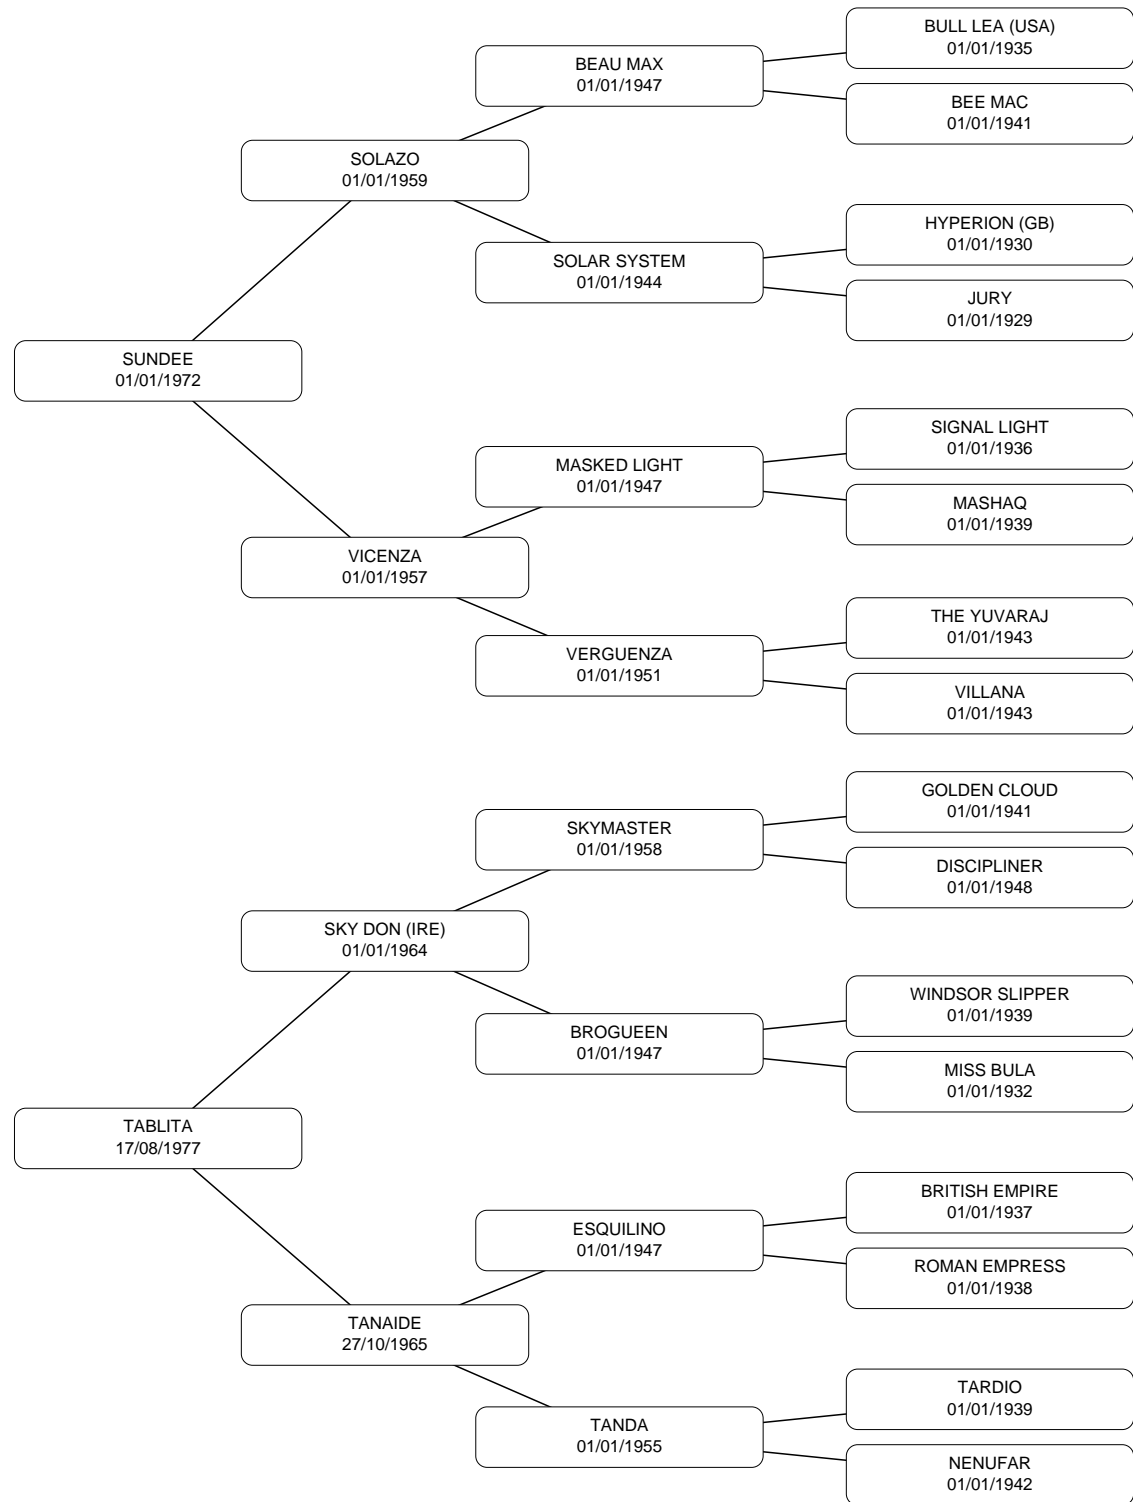 BULL LEA (USA)
01/01/1935
BEAU MAX
01/01/1947
BEE MAC
01/01/1941
SOLAZO
01/01/1959
HYPERION (GB)
01/01/1930
SOLAR SYSTEM
01/01/1944
JURY
01/01/1929
SUNDEE
01/01/1972
SIGNAL LIGHT
01/01/1936
MASKED LIGHT
01/01/1947
MASHAQ
01/01/1939
VICENZA
01/01/1957
THE YUVARAJ
01/01/1943
VERGUENZA
01/01/1951
VILLANA
01/01/1943
GOLDEN CLOUD
01/01/1941
SKYMASTER
01/01/1958
DISCIPLINER
01/01/1948
SKY DON (IRE)
01/01/1964
WINDSOR SLIPPER
01/01/1939
BROGUEEN
01/01/1947
MISS BULA
01/01/1932
TABLITA
17/08/1977
BRITISH EMPIRE
01/01/1937
ESQUILINO
01/01/1947
ROMAN EMPRESS
01/01/1938
TANAIDE
27/10/1965
TARDIO
01/01/1939
TANDA
01/01/1955
NENUFAR
01/01/1942